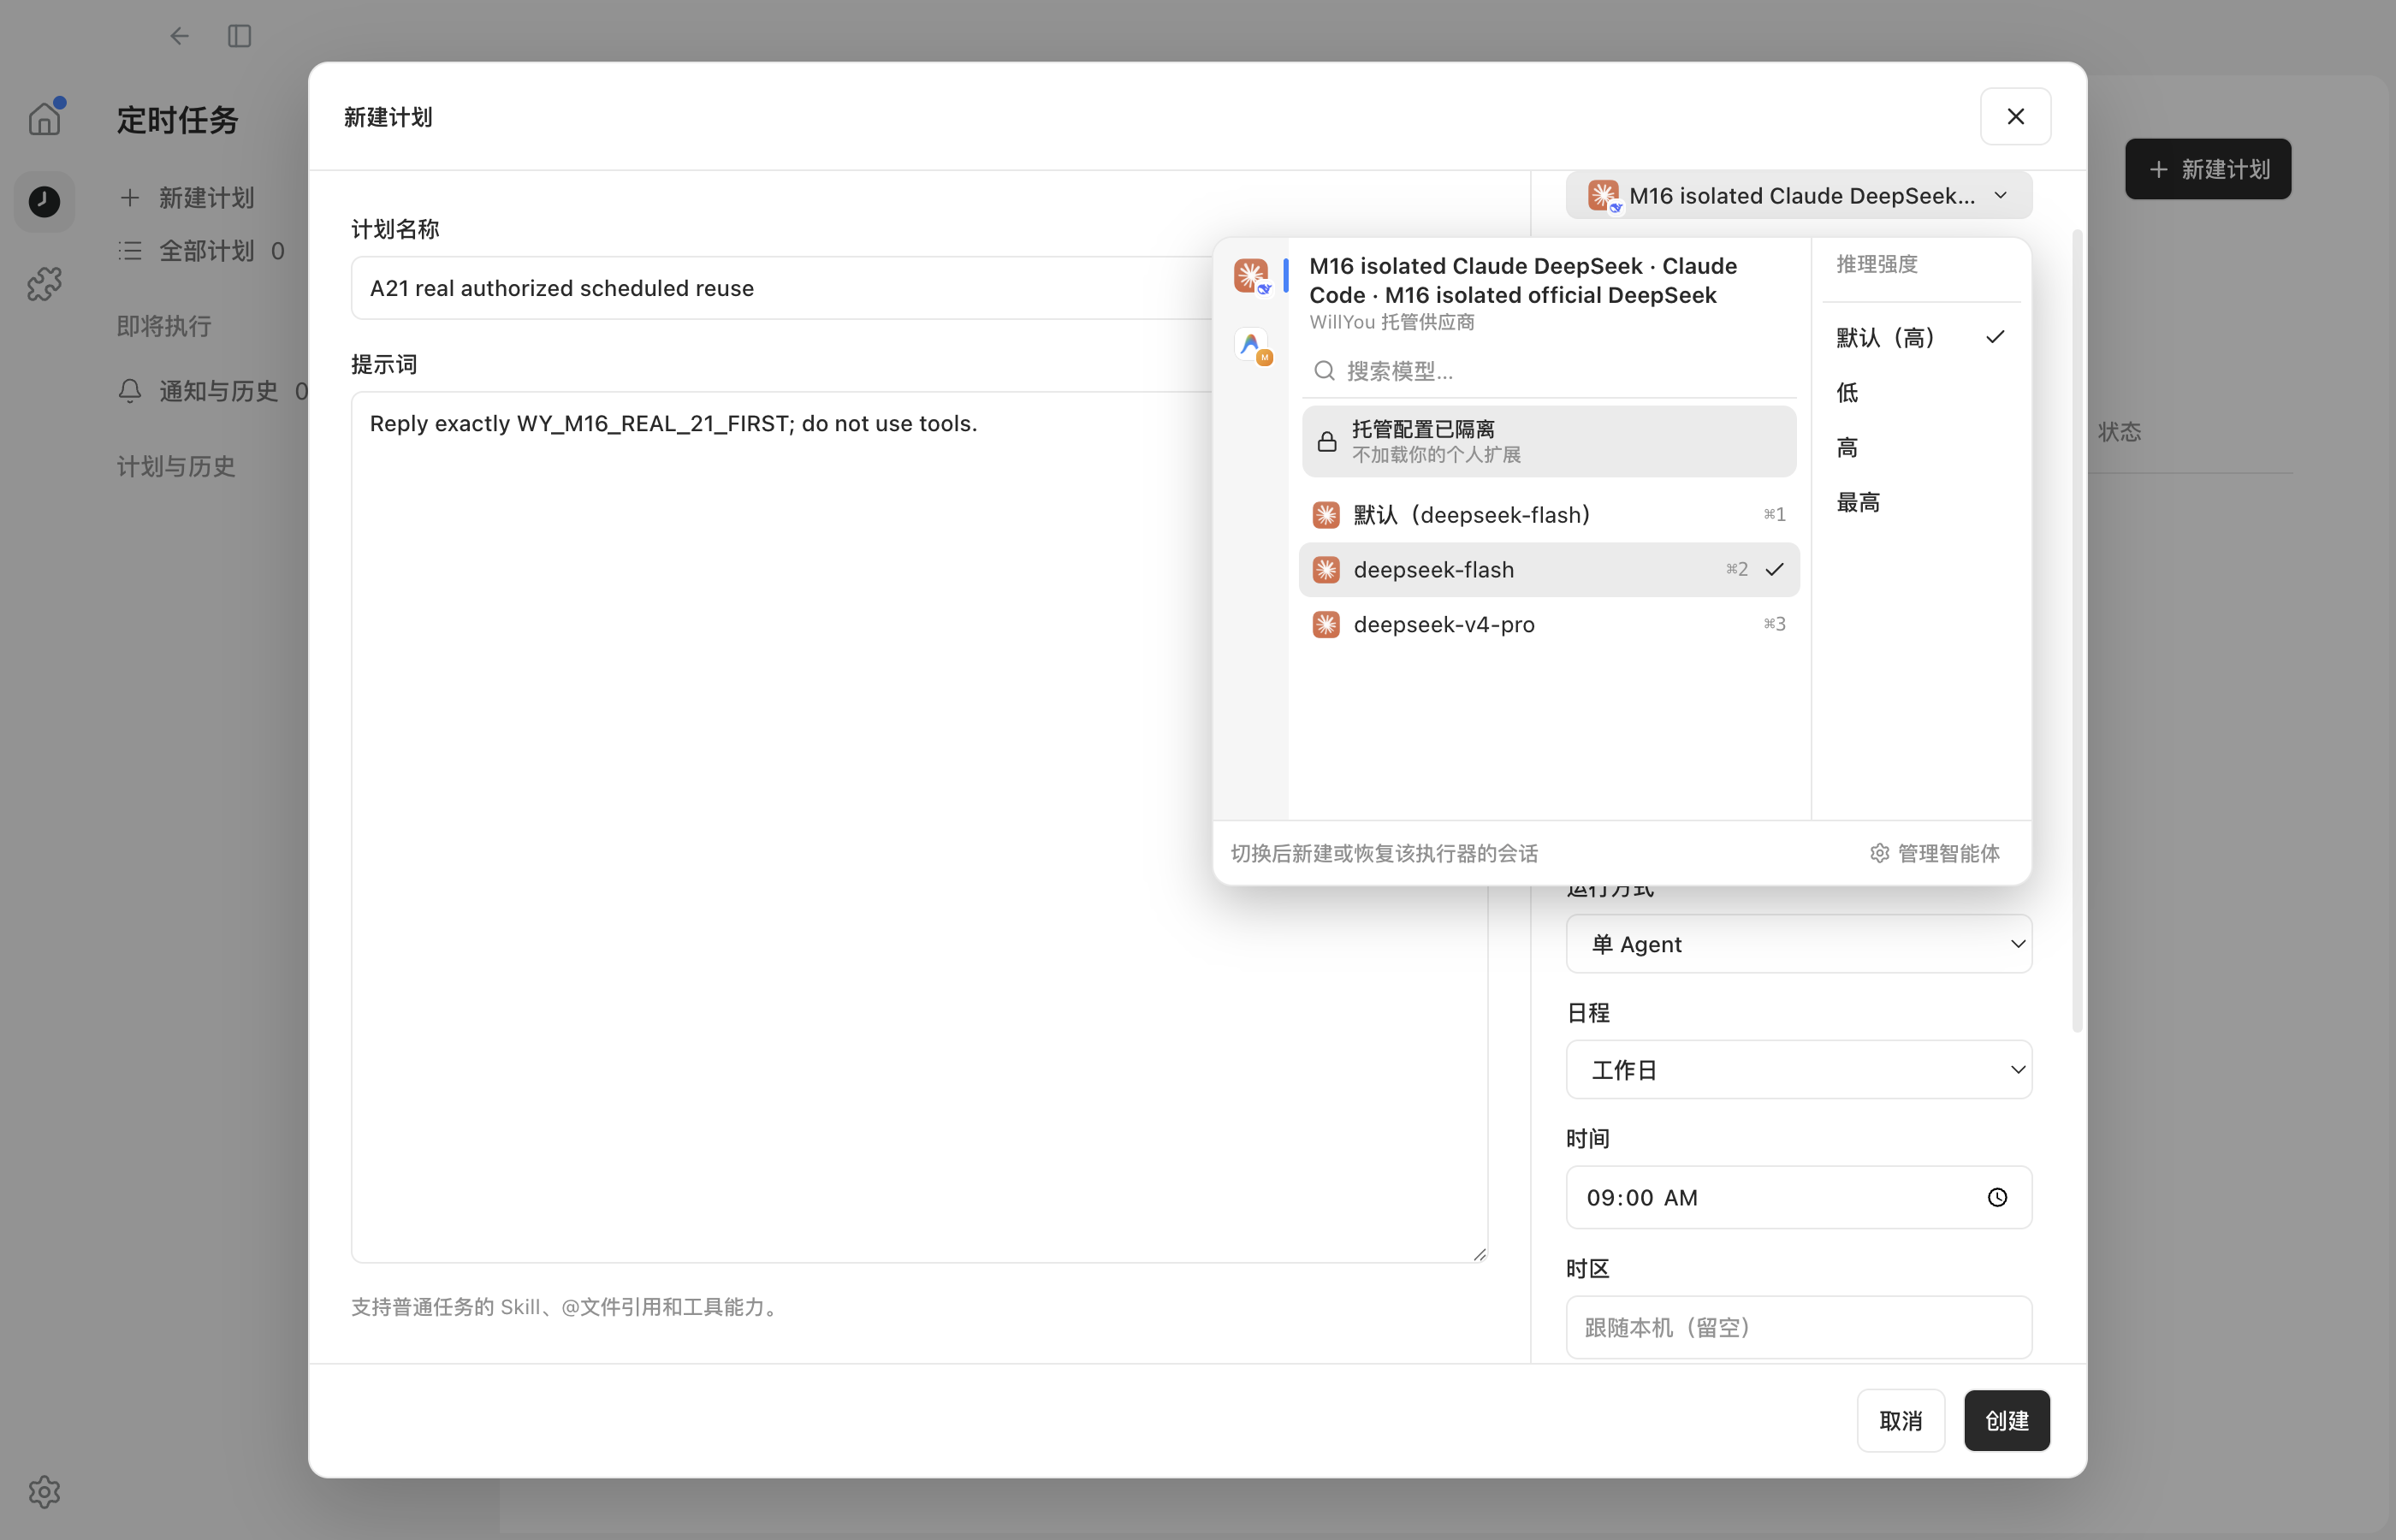 定时任务
新建计划
全部计划 0
即将执行
通知与历史 0
计划与历史
新建计划
状态
新建计划
计划名称
A21 real authorized scheduled reuse
提示词
Reply exactly WY_M16_REAL_21_FIRST; do not use tools.
支持普通任务的 Skill、@文件引用和工具能力。
M16 isolated Claude DeepSeek...
M16 isolated Claude DeepSeek · Claude
Code · M16 isolated official DeepSeek
WillYou 托管供应商
搜索模型...
托管配置已隔离
不加载你的个人扩展
默认（deepseek-flash） ⌘1
deepseek-flash ⌘2
deepseek-v4-pro ⌘3
推理强度
默认（高）
低
高
最高
M
切换后新建或恢复该执行器的会话
管理智能体
运行方式
单 Agent
日程
工作日
时间
09:00 AM
时区
跟随本机（留空）
取消
创建